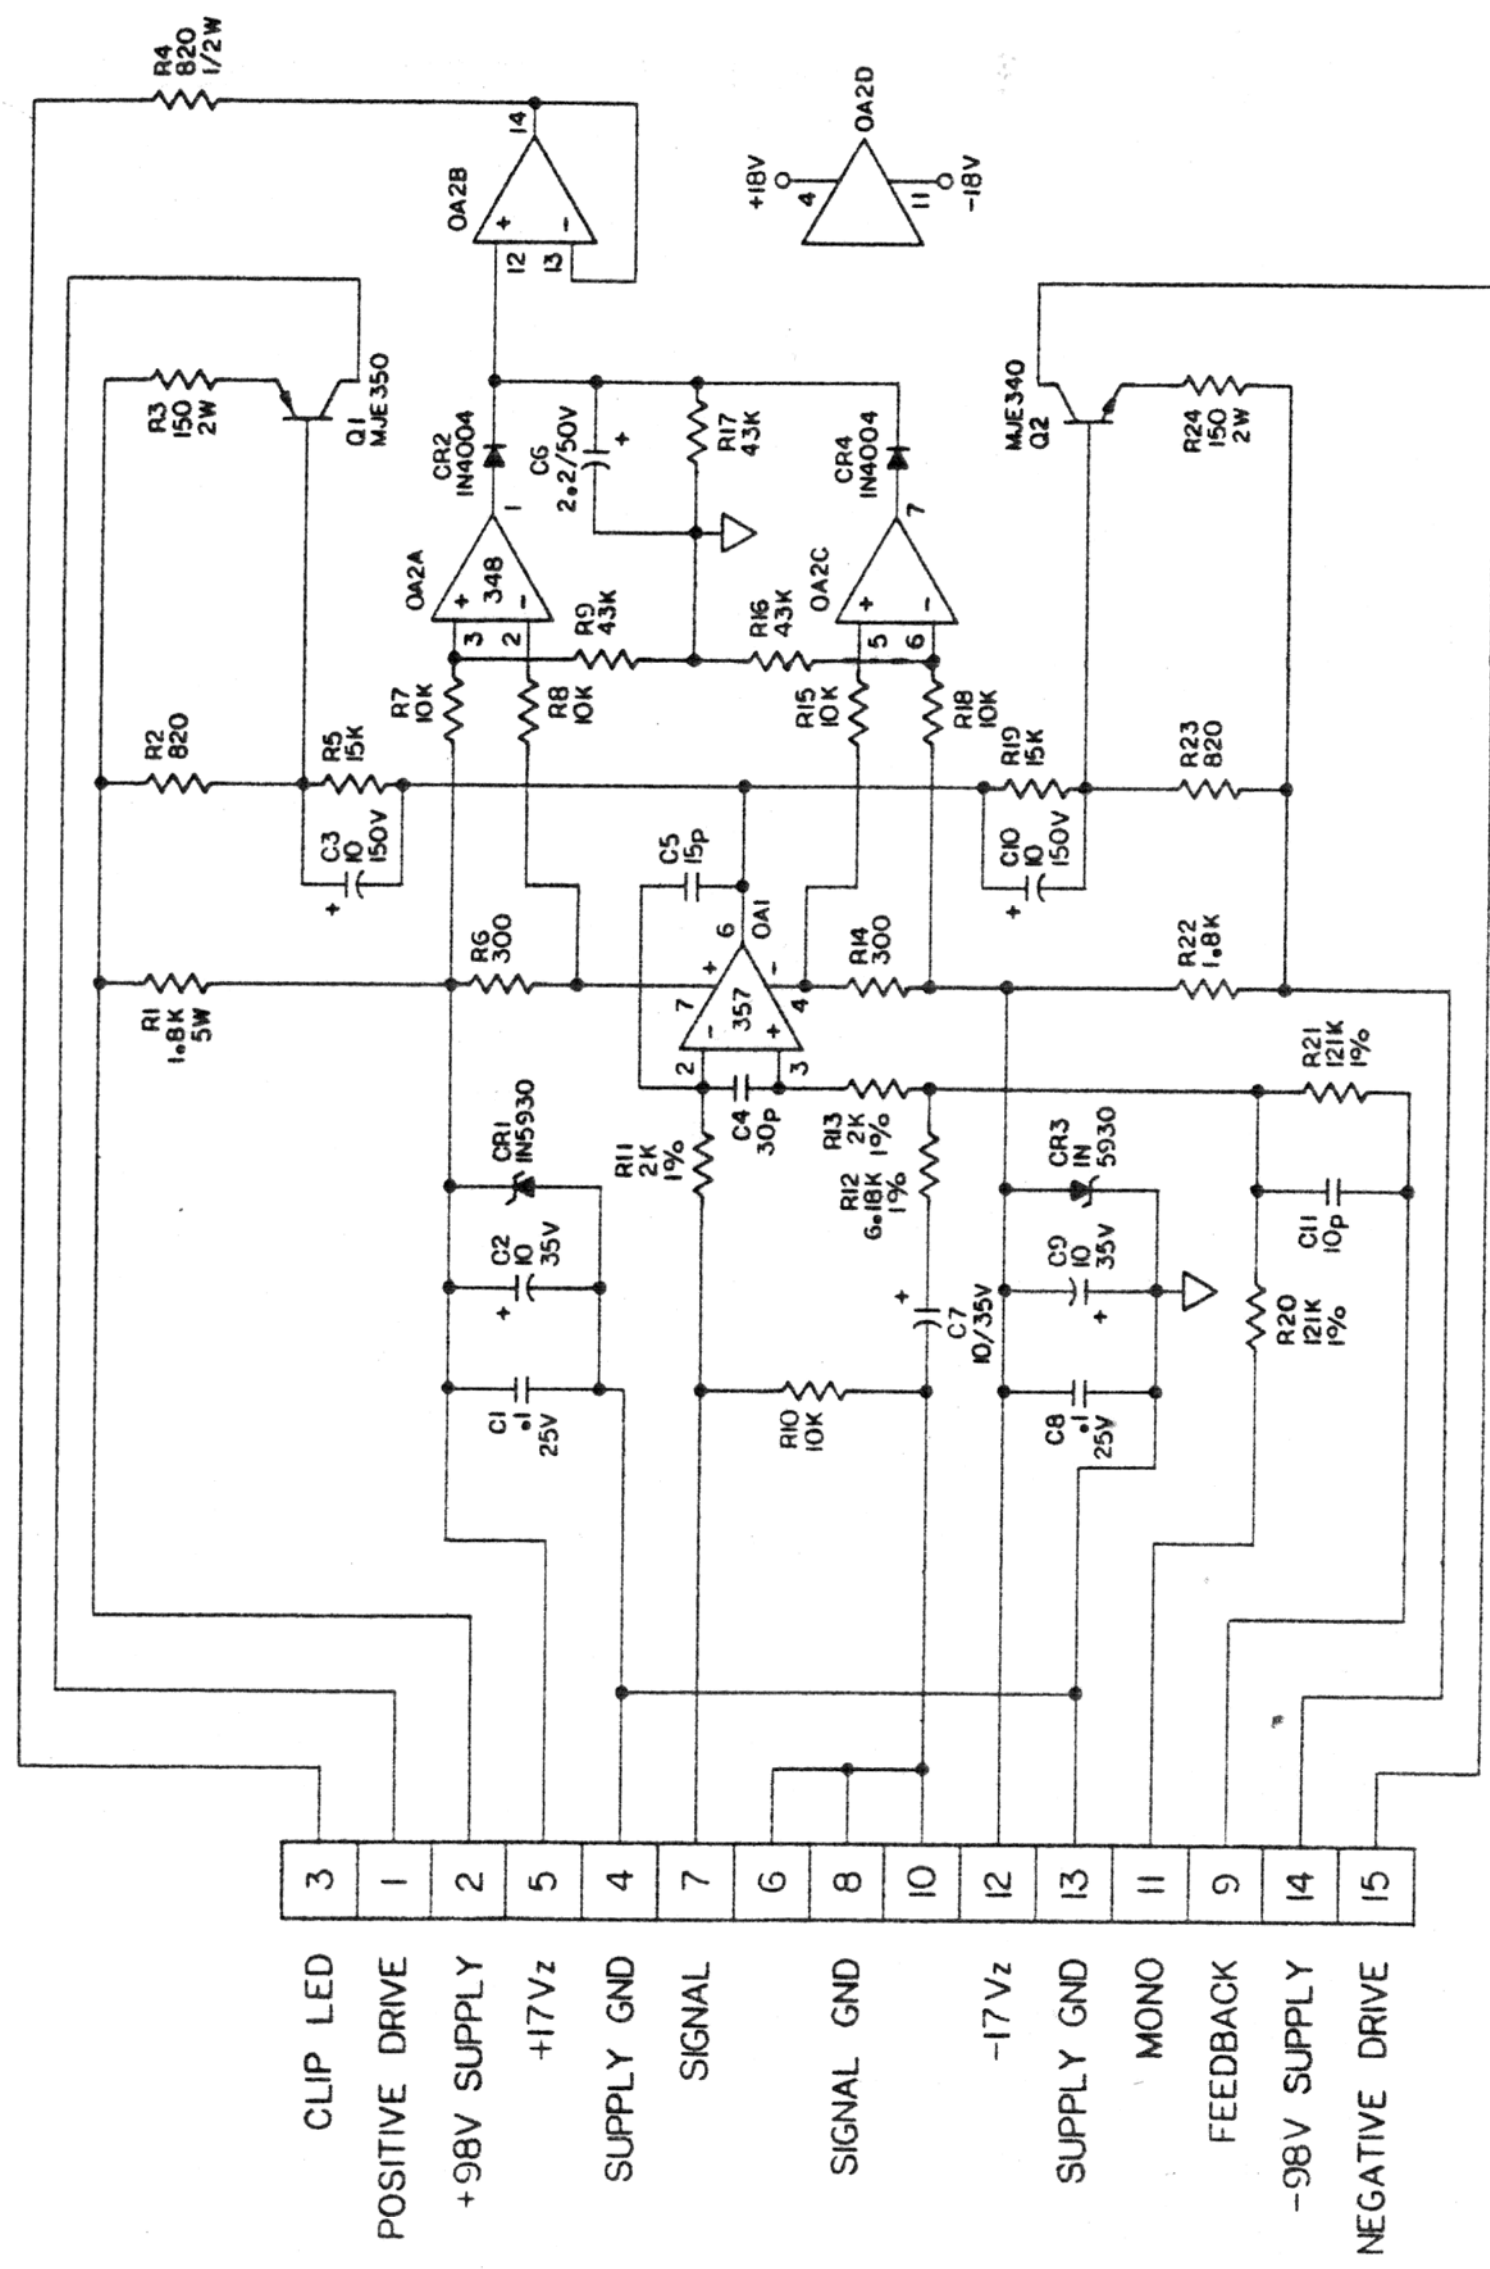 CLIP LED
POSITIVE DRIVE
+98V SUPPLY
+17Vz
SUPPLY GND
SIGNAL
SIGNAL GND
-17Vz
SUPPLY GND
MONO
FEEDBACK
-98V SUPPLY
NEGATIVE DRIVE
3
1
2
5
4
7
6
8
10
12
13
11
9
14
15
R4
820
1/2W
R3
150
2W
Q1
MJE350
R2
820
R5
15K
C3
10
150V
+
R1
1.8K
5W
OA2B
+
-
12
13
14
+18V
4
OA2D
11
-18V
CR2
1N4004
C6
2.2/50V
+
R17
43K
CR4
1N4004
OA2A
348
+
-
3
2
1
R9
43K
R16
43K
OA2C
+
-
5
6
7
R7
10K
R8
10K
R15
10K
R18
10K
MJE340
Q2
R24
150
2W
R19
15K
R23
820
C10
10
150V
+
C5
15p
R6
300
6
OA1
357
7
+
-
4
-
+
2
3
R14
300
R22
1.8K
CR1
1N5930
C2
10
35V
+
C1
.1
25V
R11
2K
1%
C4
30p
R13
2K
1%
R12
6.18K
1%
+
C7
10/35V
R10
10K
CR3
1N
5930
C9
10
35V
+
C8
.1
25V
R21
121K
1%
C11
10p
R20
121K
1%